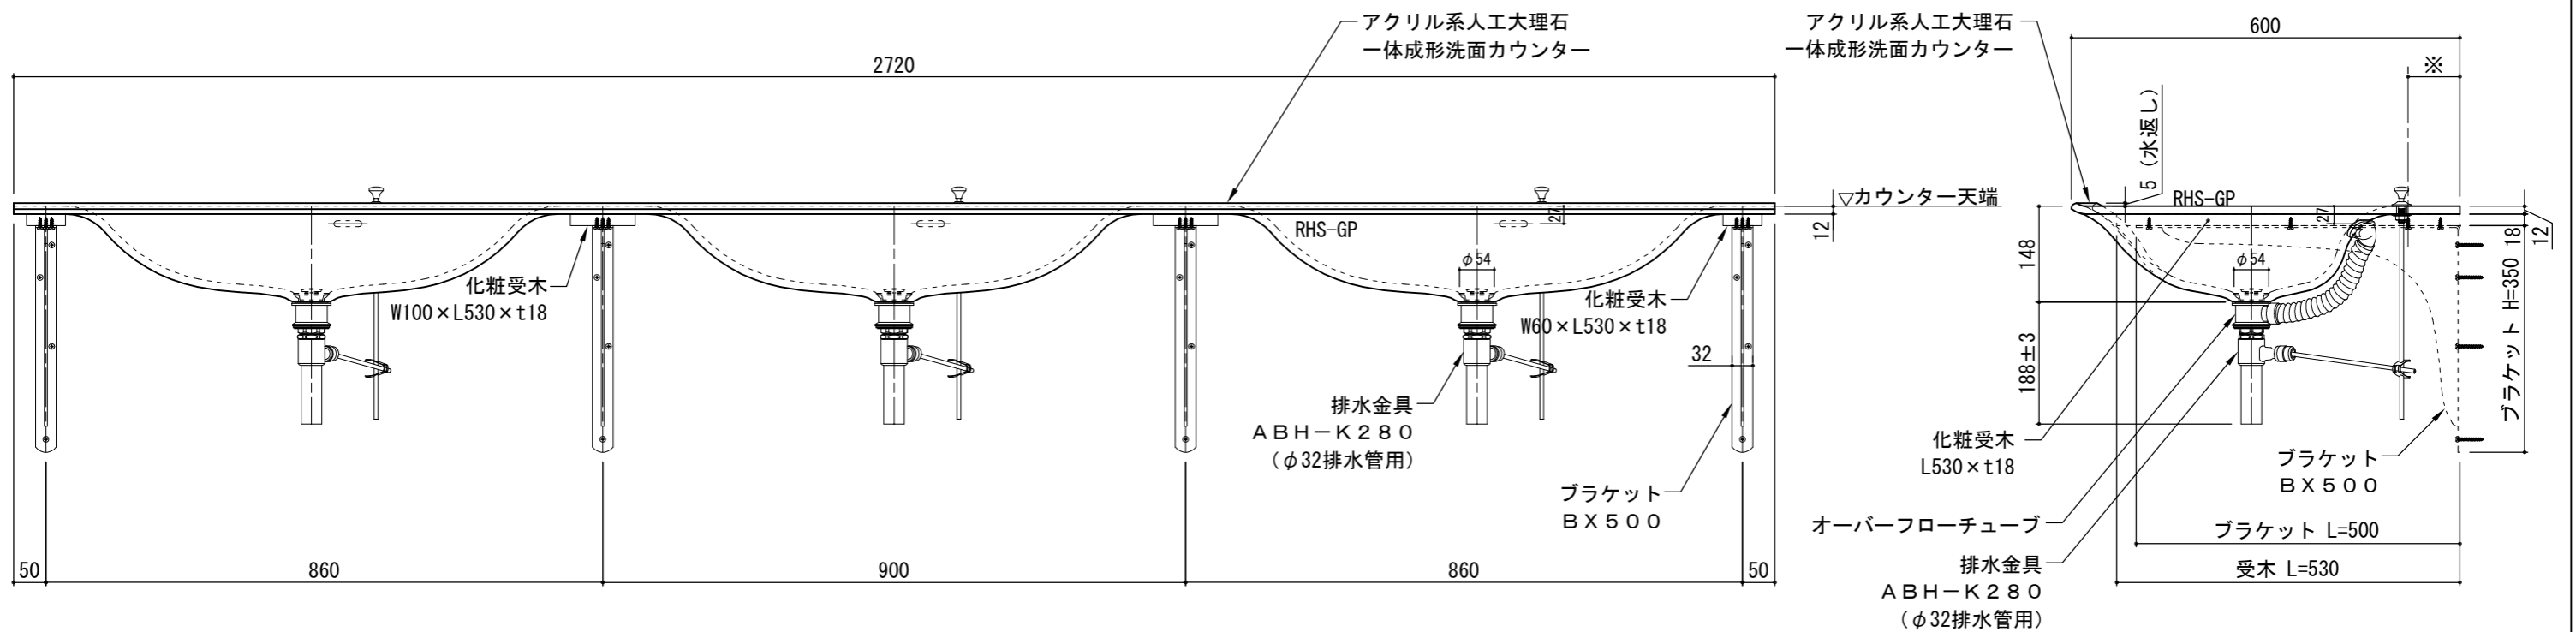 アクリル系人工大理石
一体成形洗面カウンター
アクリル系人工大理石
一体成形洗面カウンター
600
2720
※
5 (水返し)
▽カウンター天端
RHS-GP
27
12
RHS-GP
27
18
12
148
φ54
φ54
化粧受木
W100×L530×t18
化粧受木
W60×L530×t18
32
188±3
ブラケット H=350
排水金具
ABH-K280
(φ32排水管用)
化粧受木
L530×t18
ブラケット
BX500
ブラケット
BX500
オーバーフローチューブ
ブラケット L=500
排水金具
ABH-K280
(φ32排水管用)
受木 L=530
50
860
900
860
50